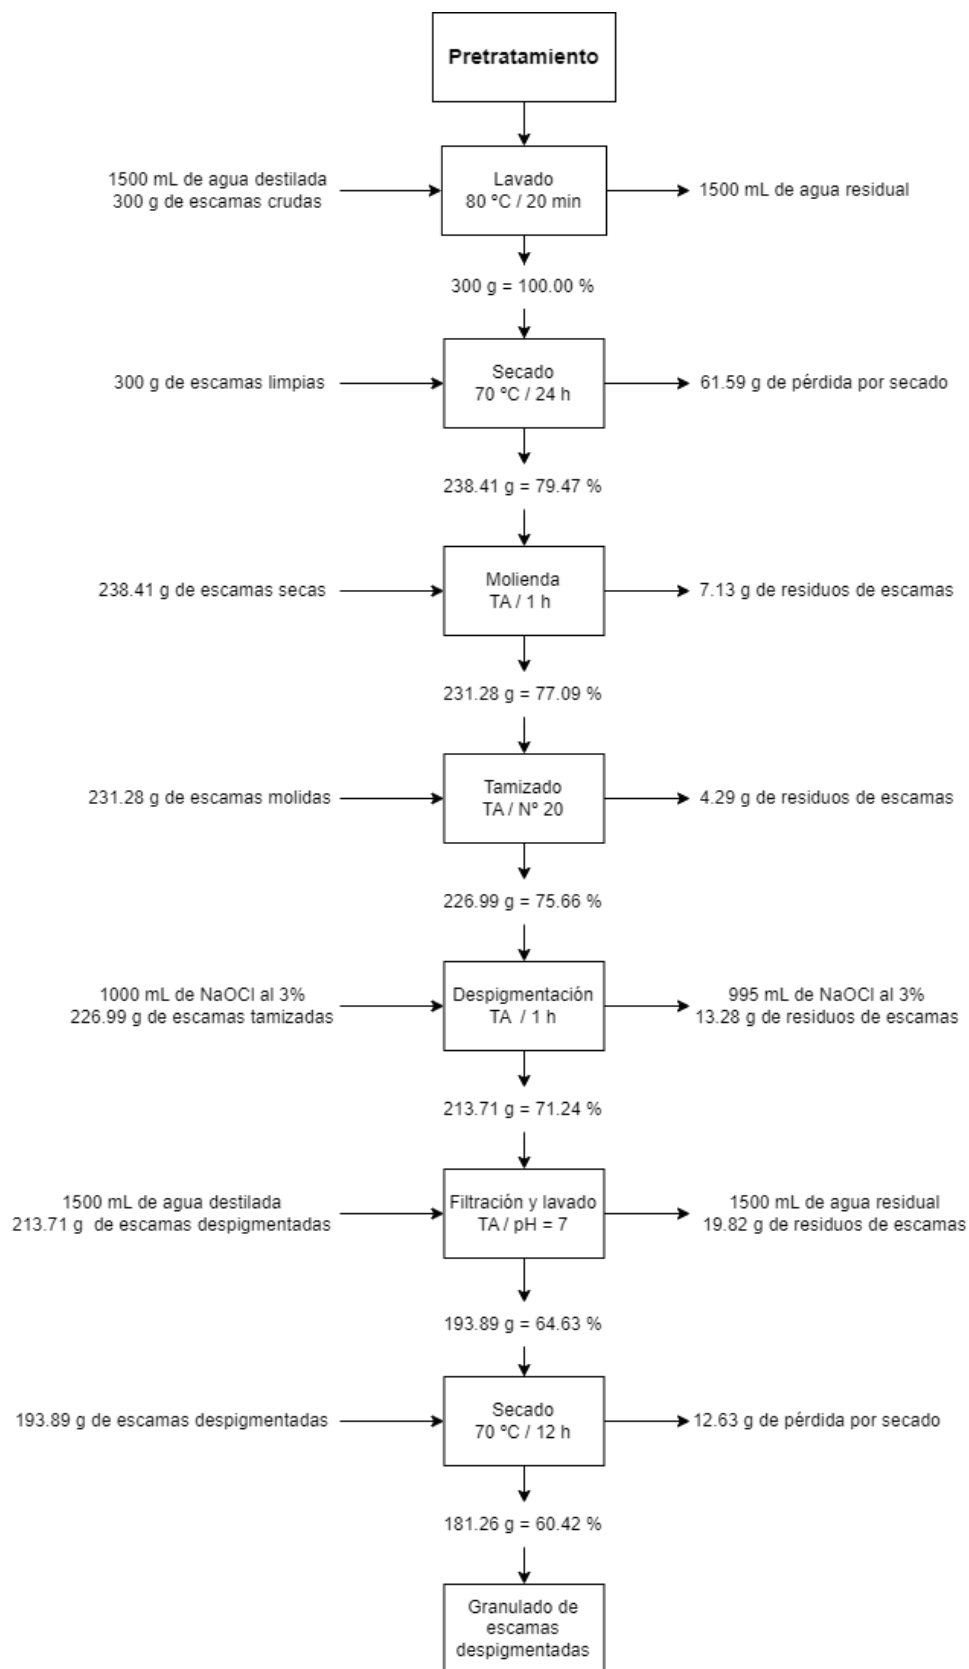 Pretratamiento
1500 mL de agua destilada
300 g de escamas crudas
Lavado
80 ºC / 20 min
1500 mL de agua residual
300 g = 100.00 %
300 g de escamas limpias
Secado
70 ºC / 24 h
61.59 g de pérdida por secado
238.41 g = 79.47 %
238.41 g de escamas secas
Molienda
TA / 1 h
7.13 g de residuos de escamas
231.28 g = 77.09 %
231.28 g de escamas molidas
Tamizado
TA / Nº 20
4.29 g de residuos de escamas
226.99 g = 75.66 %
1000 mL de NaOCl al 3%
226.99 g de escamas tamizadas
Despigmentación
TA / 1 h
995 mL de NaOCl al 3%
13.28 g de residuos de escamas
213.71 g = 71.24 %
1500 mL de agua destilada
213.71 g de escamas despigmentadas
Filtración y lavado
TA / pH = 7
1500 mL de agua residual
19.82 g de residuos de escamas
193.89 g = 64.63 %
193.89 g de escamas despigmentadas
Secado
70 ºC / 12 h
12.63 g de pérdida por secado
181.26 g = 60.42 %
Granulado de
escamas
despigmentadas